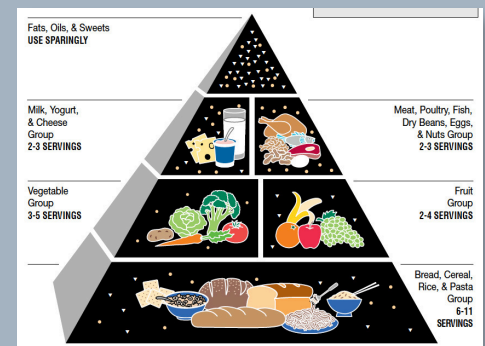 Fats, Oils, & Sweets
USE SPARINGLY
Milk, Yogurt,
& Cheese
Group
2-3 SERVINGS
Meat, Poultry, Fish,
Dry Beans, Eggs,
& Nuts Group
2-3 SERVINGS
Vegetable
Group
3-5 SERVINGS
Fruit
Group
2-4 SERVINGS
Bread, Cereal,
Rice, & Pasta
Group
6-11
SERVINGS